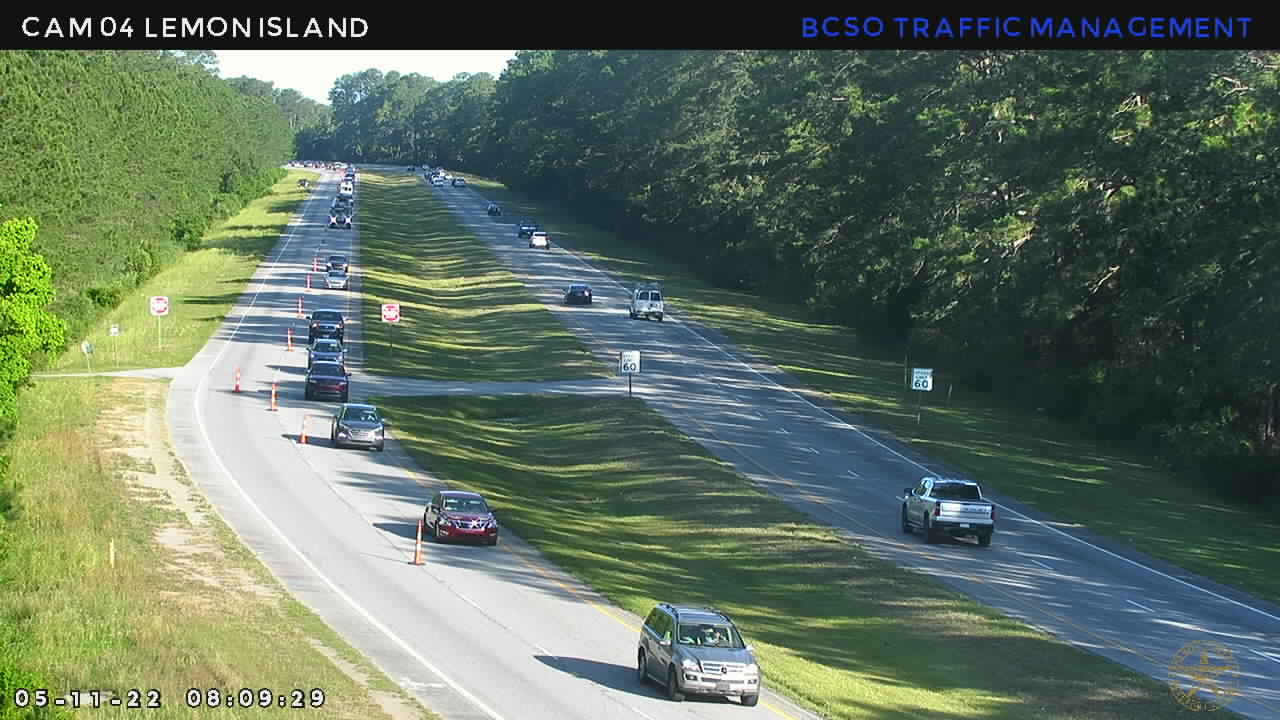 CAM 04 LEMON ISLAND
BCSO TRAFFIC MANAGEMENT
60
60
05-11-22 08:09:29